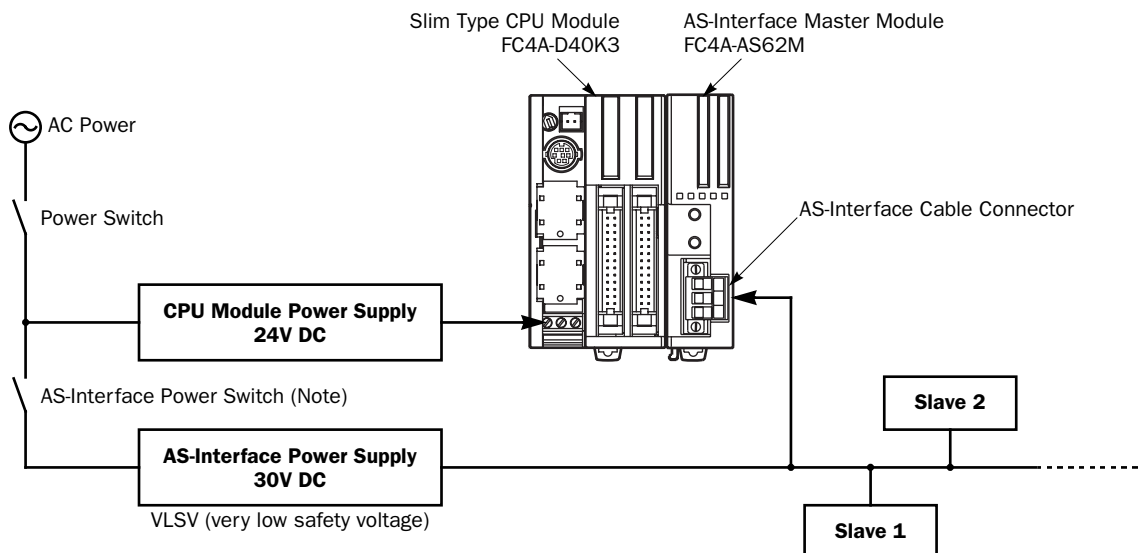 Slim Type CPU Module
FC4A-D40K3
AS-Interface Master Module
FC4A-AS62M
AC Power
Power Switch
AS-Interface Cable Connector
CPU Module Power Supply
24V DC
AS-Interface Power Switch (Note)
Slave 2
AS-Interface Power Supply
30V DC
VLSV (very low safety voltage)
Slave 1